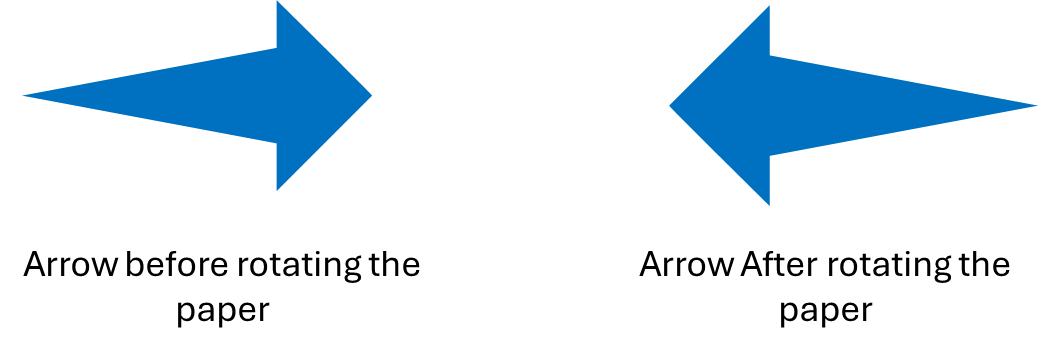 Arrow before rotating the
paper
Arrow After rotating the
paper